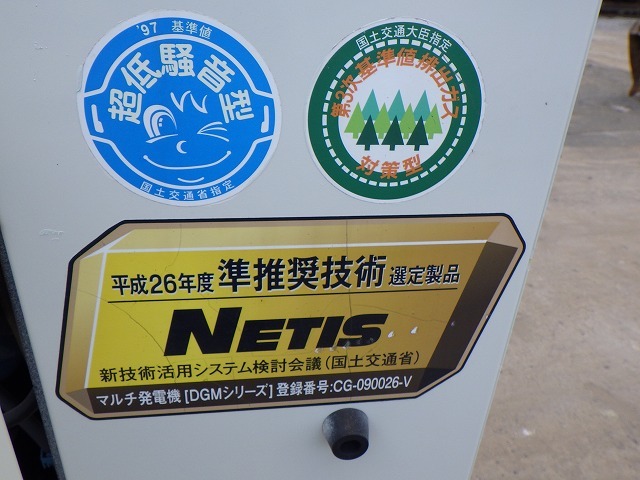 '97 基準値
超低騒音型
国土交通省指定
国土交通大臣指定
第3次基準値排出ガス
対策型
平成26年度 準推奨技術 選定製品
NETIS
新技術活用システム検討会議(国土交通省)
マルチ発電機[DGMシリーズ]登録番号:CG-090026-V